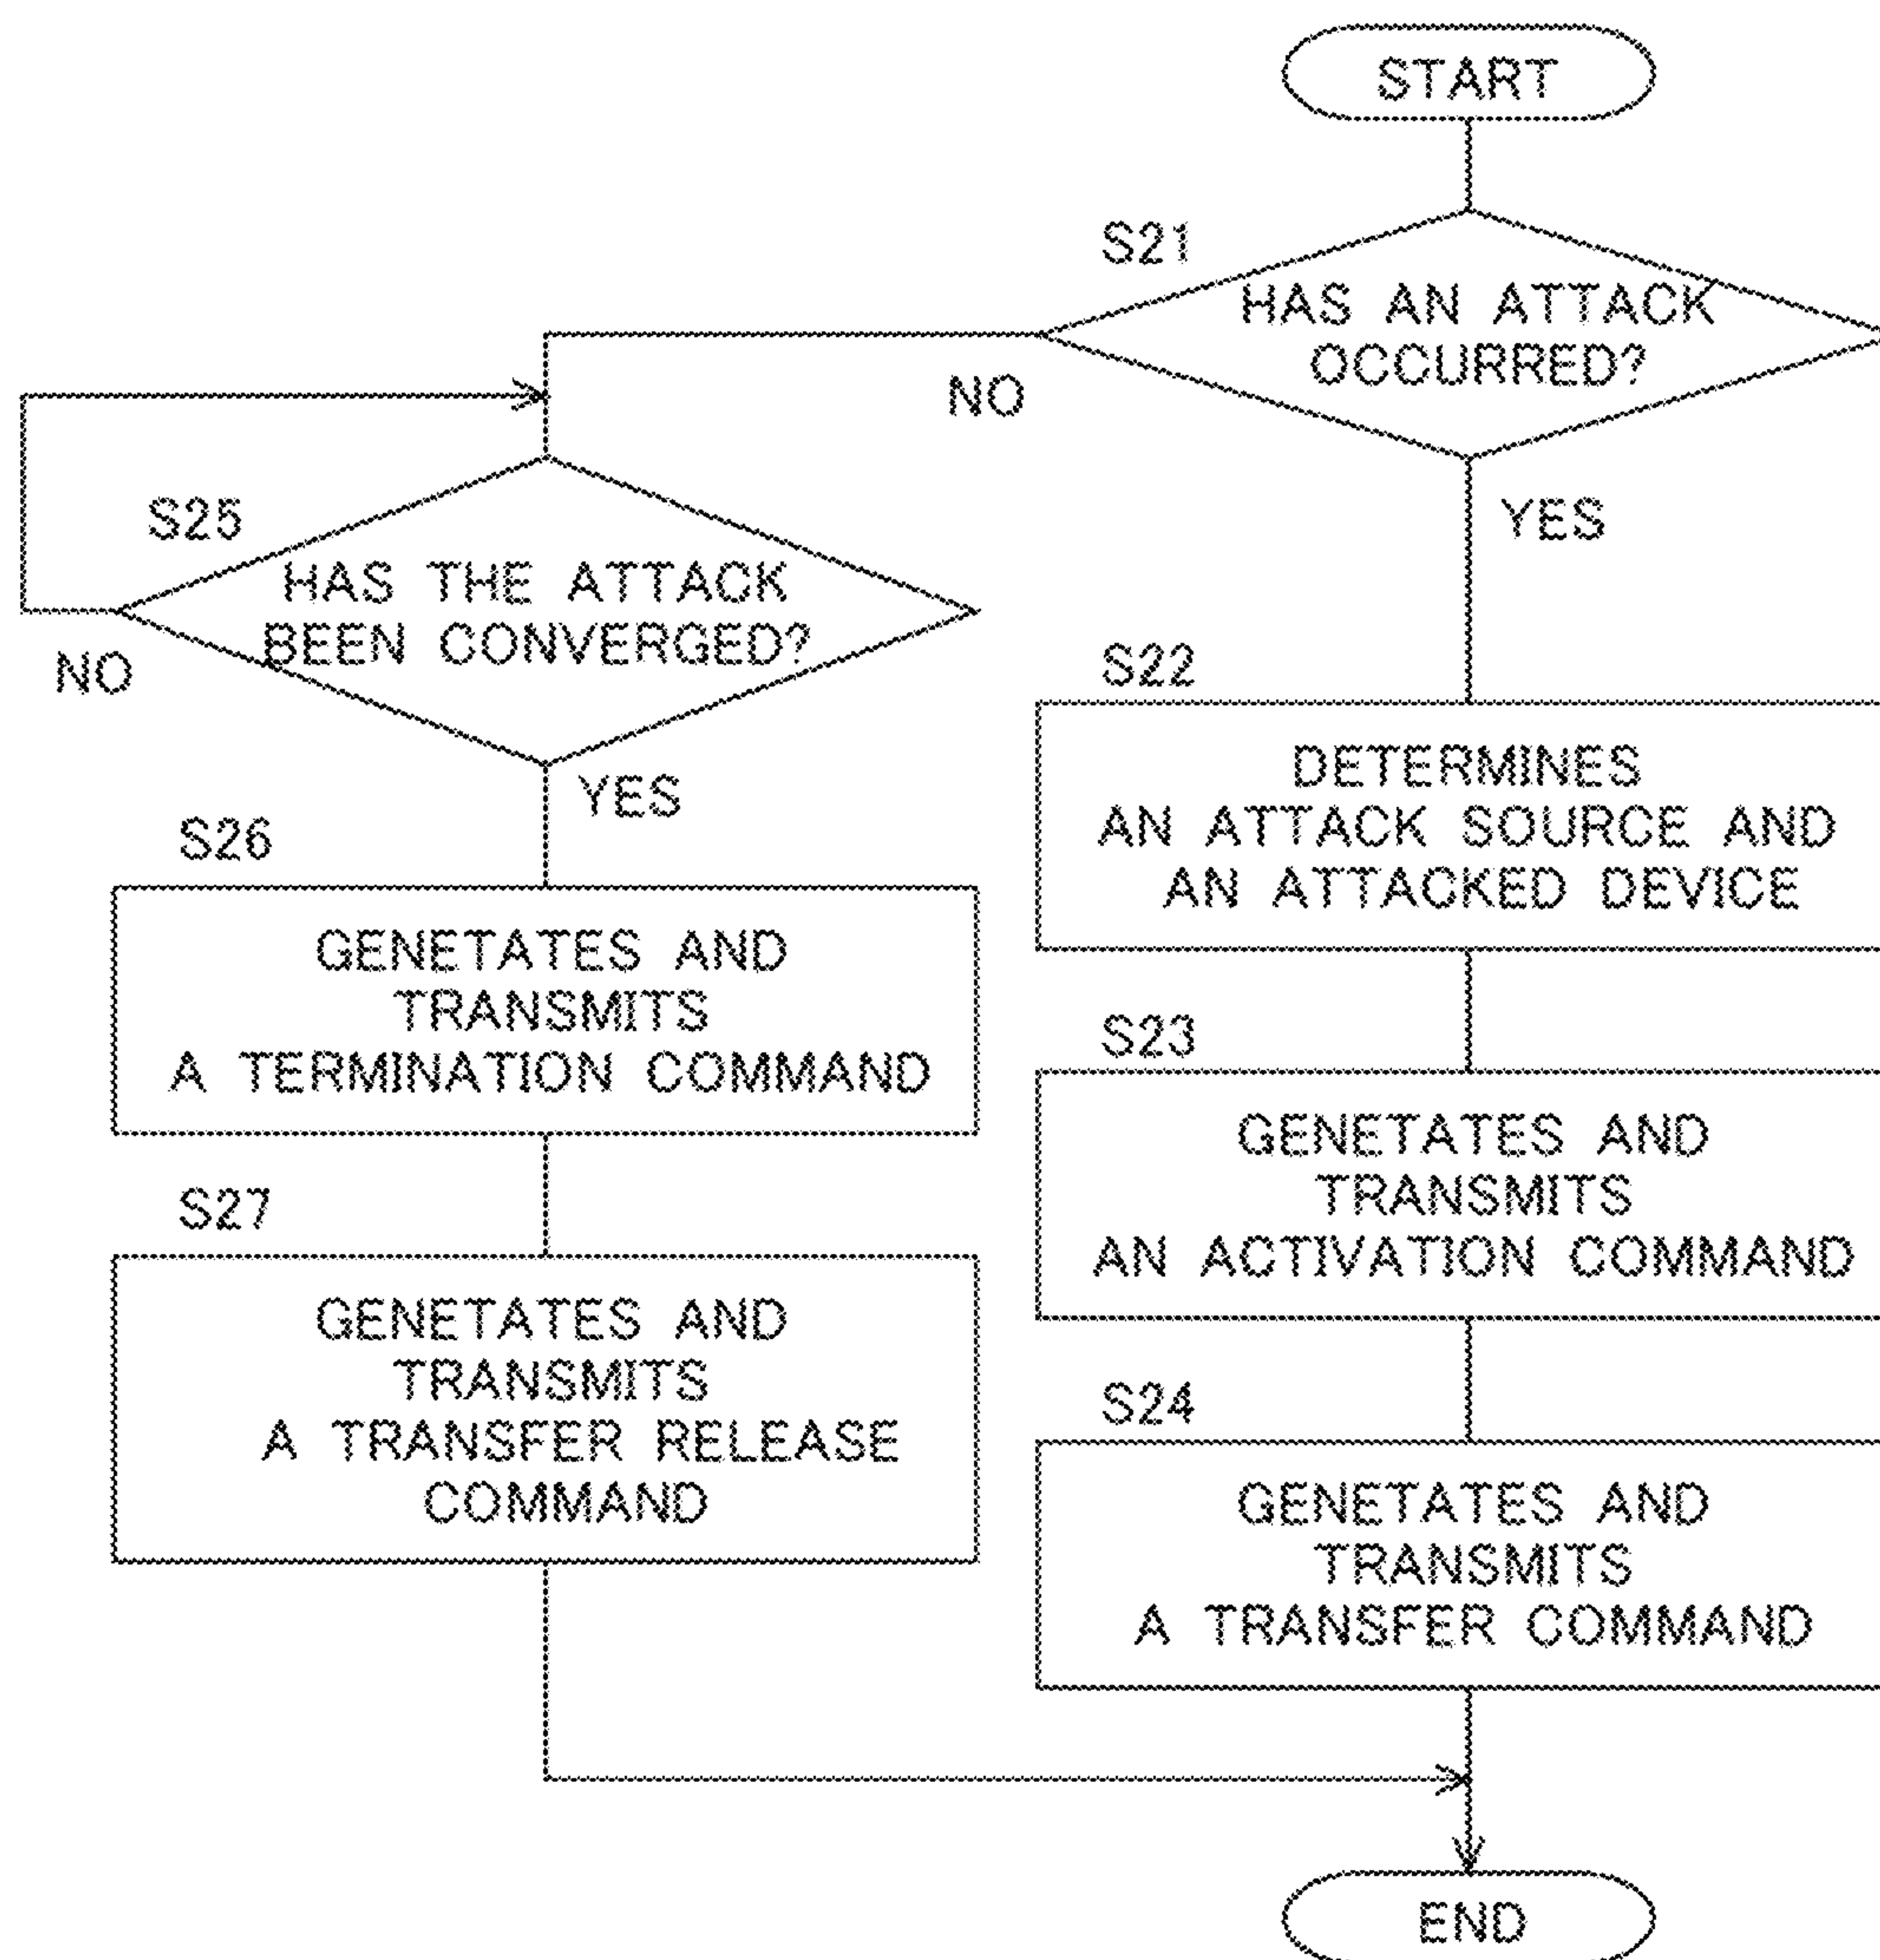 START
S21
HAS AN ATTACK
OCCURRED?
NO
YES
S25
HAS THE ATTACK
BEEN CONVERGED?
NO
YES
S22
DETERMINES
AN ATTACK SOURCE AND
AN ATTACKED DEVICE
S26
GENETATES AND
TRANSMITS
A TERMINATION COMMAND
S23
GENETATES AND
TRANSMITS
AN ACTIVATION COMMAND
S27
GENETATES AND
TRANSMITS
A TRANSFER RELEASE
COMMAND
S24
GENETATES AND
TRANSMITS
A TRANSFER COMMAND
END